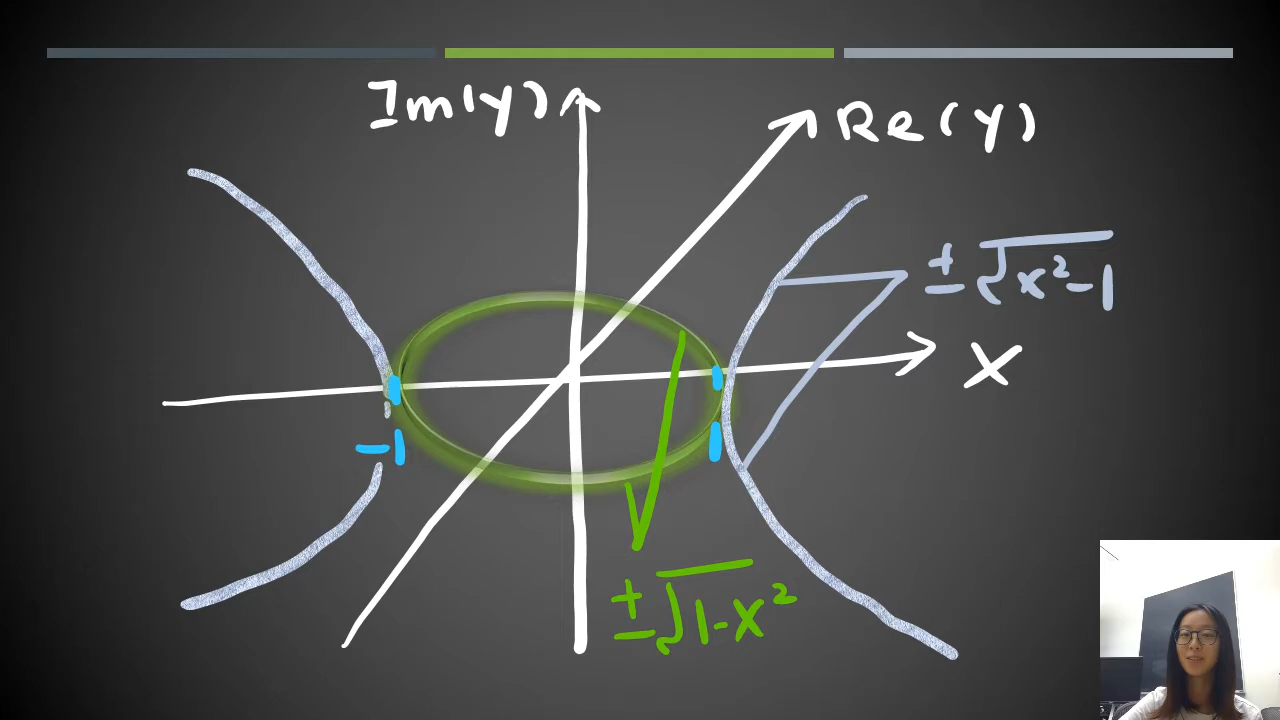 Im(y)
Re(y)
±√x²-1
X
-1
1
±√1-x²